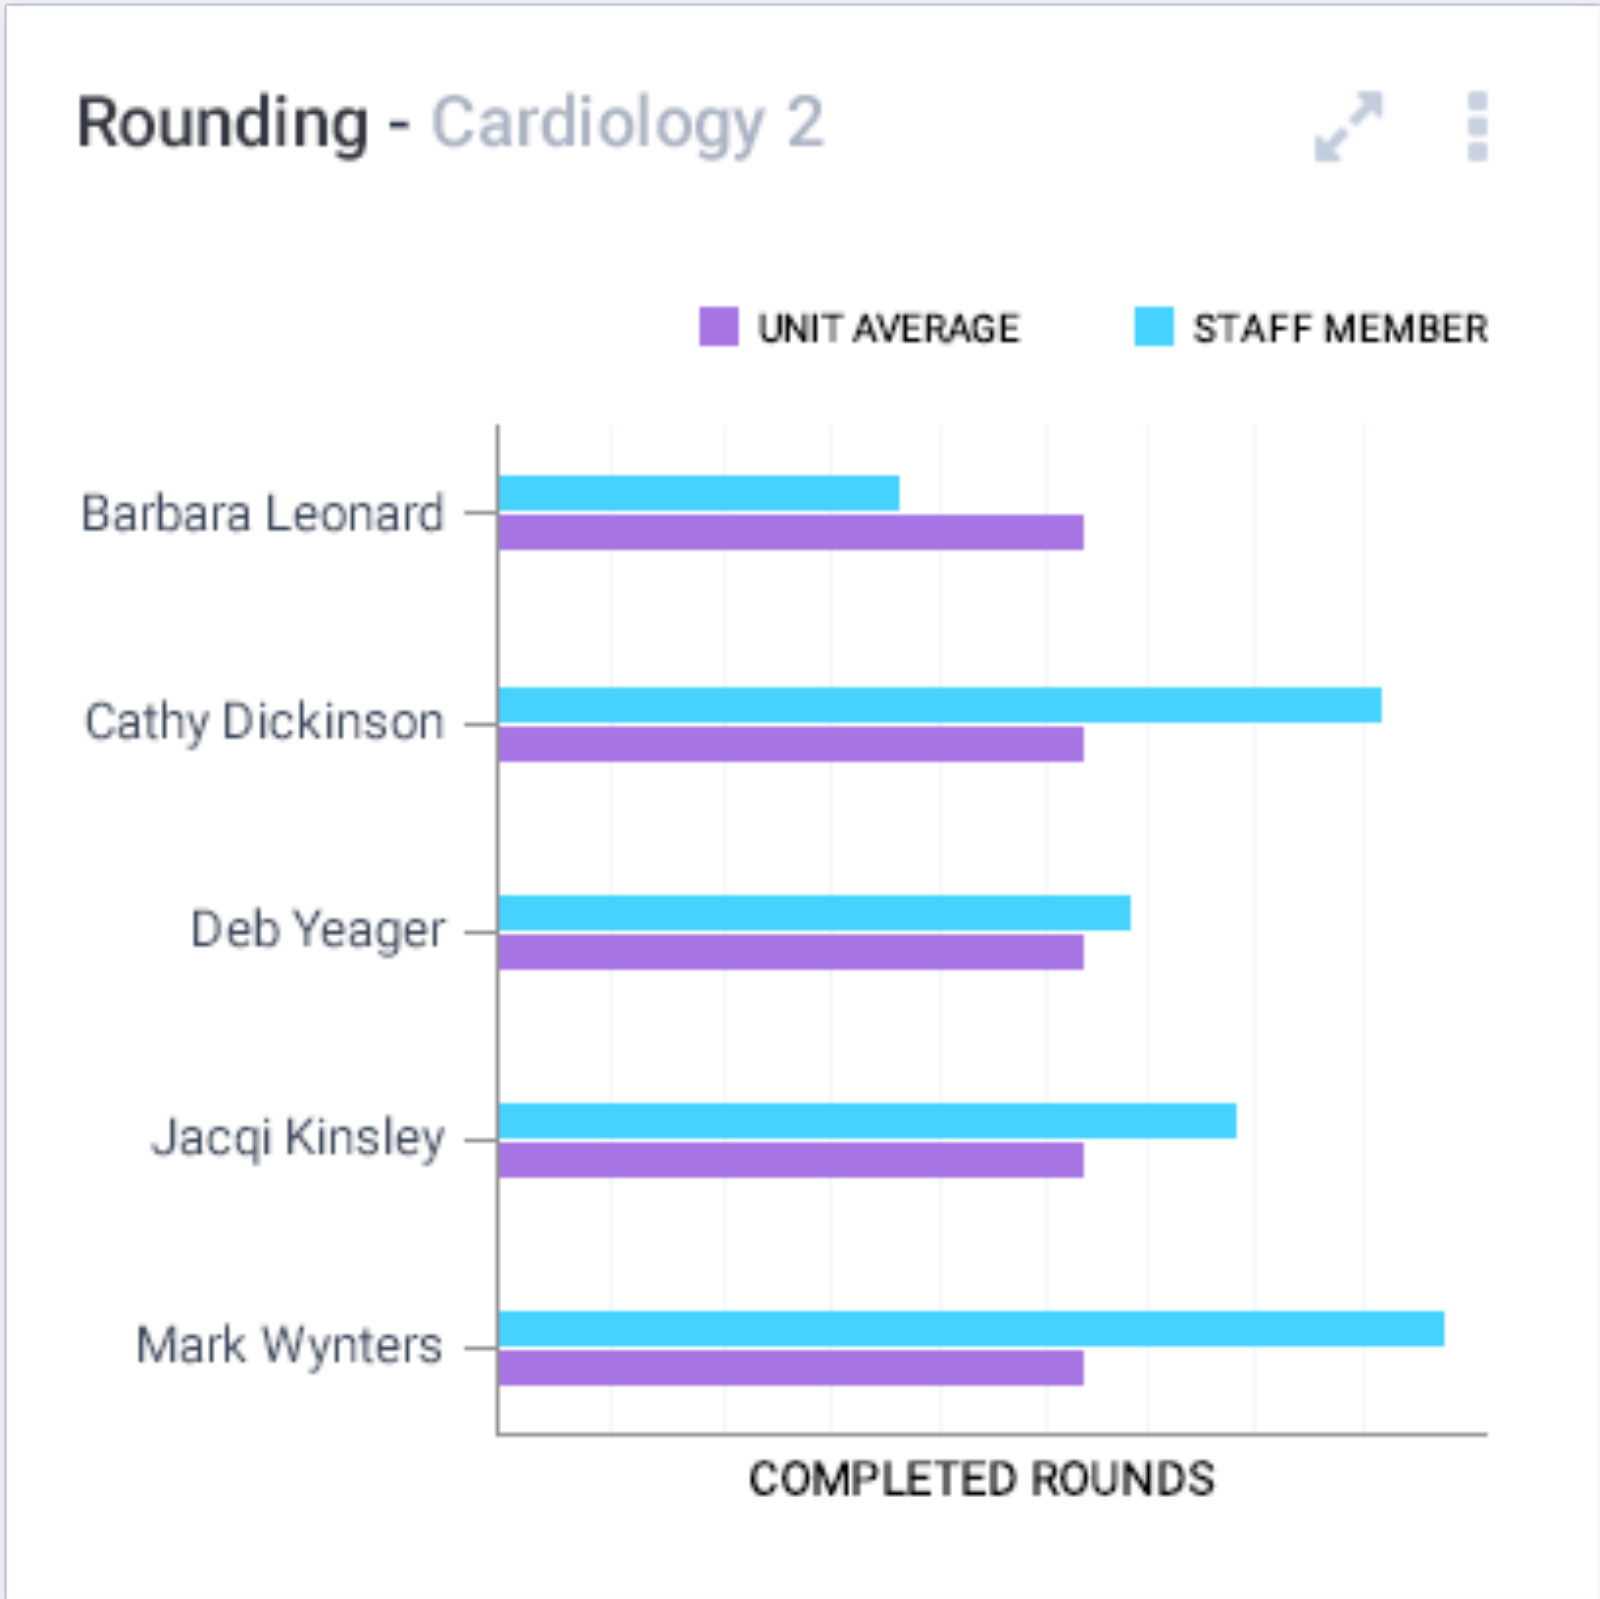 Rounding - Cardiology 2
UNIT AVERAGE STAFF MEMBER
Barbara Leonard
Cathy Dickinson
Deb Yeager
Jacqi Kinsley
Mark Wynters
COMPLETED ROUNDS